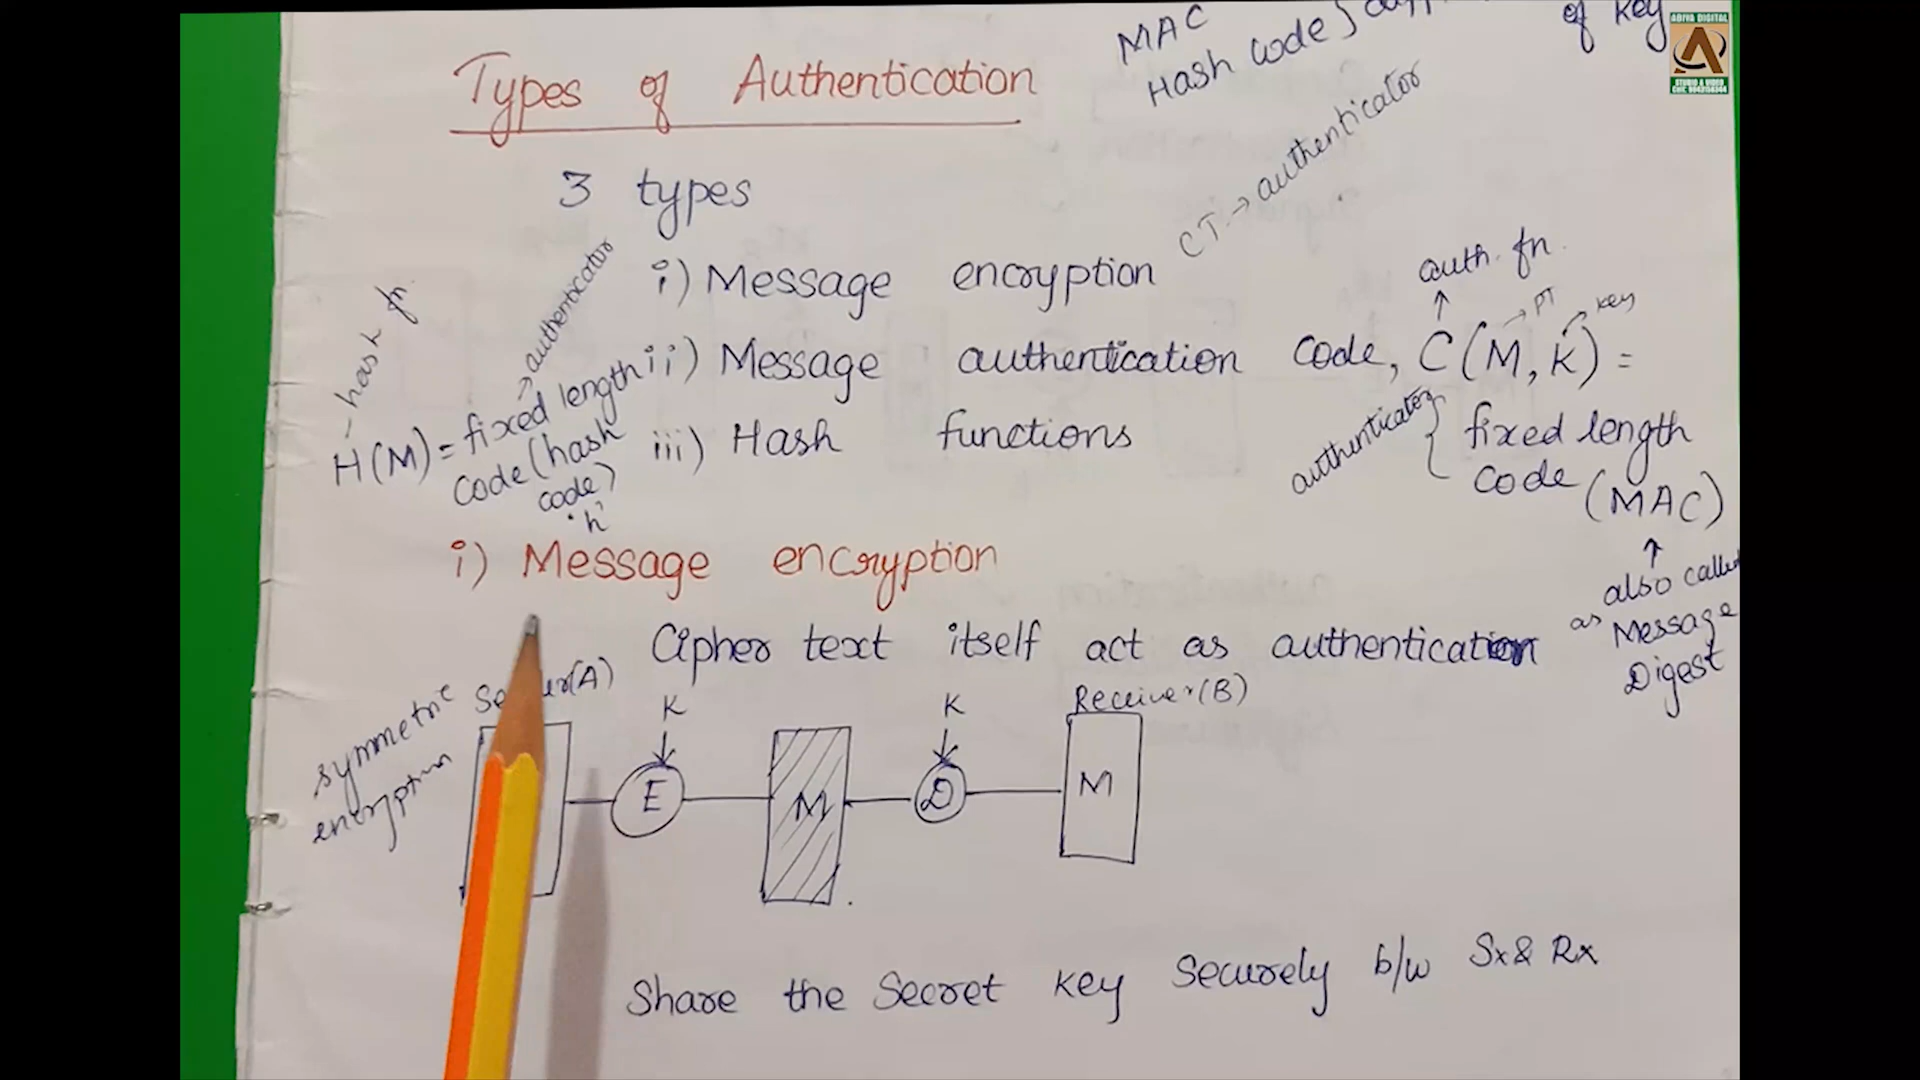 MAC
Hash code }
of key
ADIVA DIGITAL
Types of Authentication
3 types
CT. → authenticator
i) Message encryption
auth. fn.
→ PT
key
ii) Message authentication code, C(M, K) =
authenticator { fixed length
code (MAC)
also called
as Message
Digest
- hash fn.
→ authenticator
H(M) = fixed length
code (hash
code)
'h'
iii) Hash functions
i) Message encryption
Cipher text itself act as authentication
symmetric
encryption
K
K
Receiver(B)
E
M
D
M
Share the Secret key Securely b/w Sx & Rx